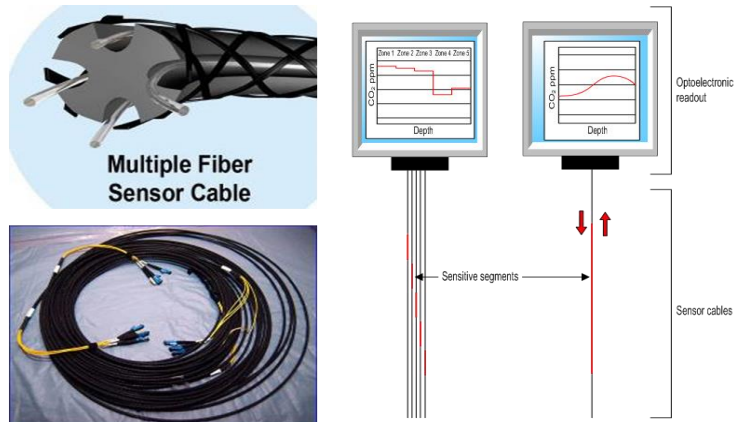 Multiple Fiber
Sensor Cable
Zone 1 Zone 2 Zone 3 Zone 4 Zone 5
CO₂ ppm
Depth
CO₂ ppm
Depth
Optoelectronic
readout
Sensitive segments
Sensor cables